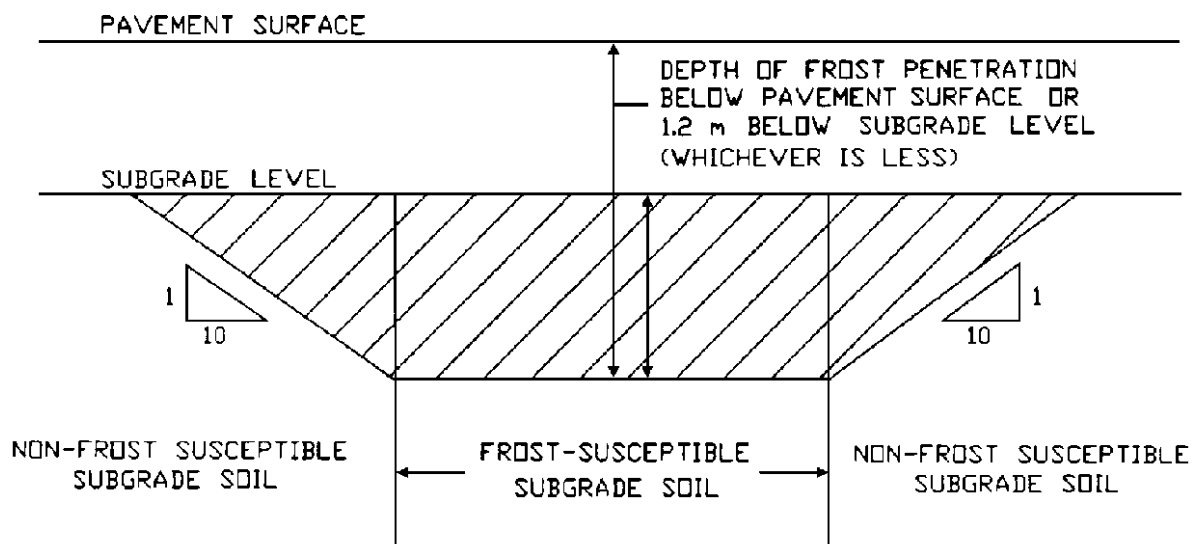 PAVEMENT SURFACE
DEPTH OF FROST PENETRATION
BELOW PAVEMENT SURFACE OR
1.2 m BELOW SUBGRADE LEVEL
(WHICHEVER IS LESS)
SUBGRADE LEVEL
1
10
1
10
NON-FROST SUSCEPTIBLE
SUBGRADE SOIL
FROST-SUSCEPTIBLE
SUBGRADE SOIL
NON-FROST SUSCEPTIBLE
SUBGRADE SOIL